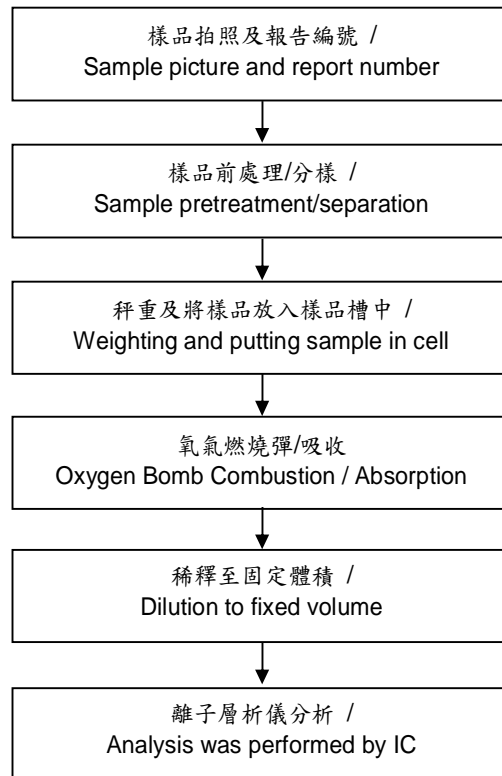 樣品拍照及報告編號 /
Sample picture and report number
樣品前處理/分樣 /
Sample pretreatment/separation
秤重及將樣品放入樣品槽中 /
Weighting and putting sample in cell
氧氣燃燒彈/吸收
Oxygen Bomb Combustion / Absorption
稀釋至固定體積 /
Dilution to fixed volume
離子層析儀分析 /
Analysis was performed by IC